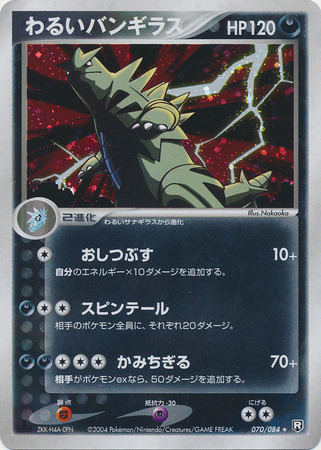 わるいバンギラス HP120
Illus.Nakaoka
2進化 わるいサナギラスから進化
おしつぶす 10+
自分のエネルギー×10ダメージを追加する。
スピンテール
相手のポケモン全員に、それぞれ20ダメージ。
かみちぎる 70+
相手がポケモンexなら、50ダメージを追加する。
弱点 抵抗力 -30 にげる
ZKK-H4A-0FN ©2004 Pokémon/Nintendo/Creatures/GAME FREAK 070/084 ★ R